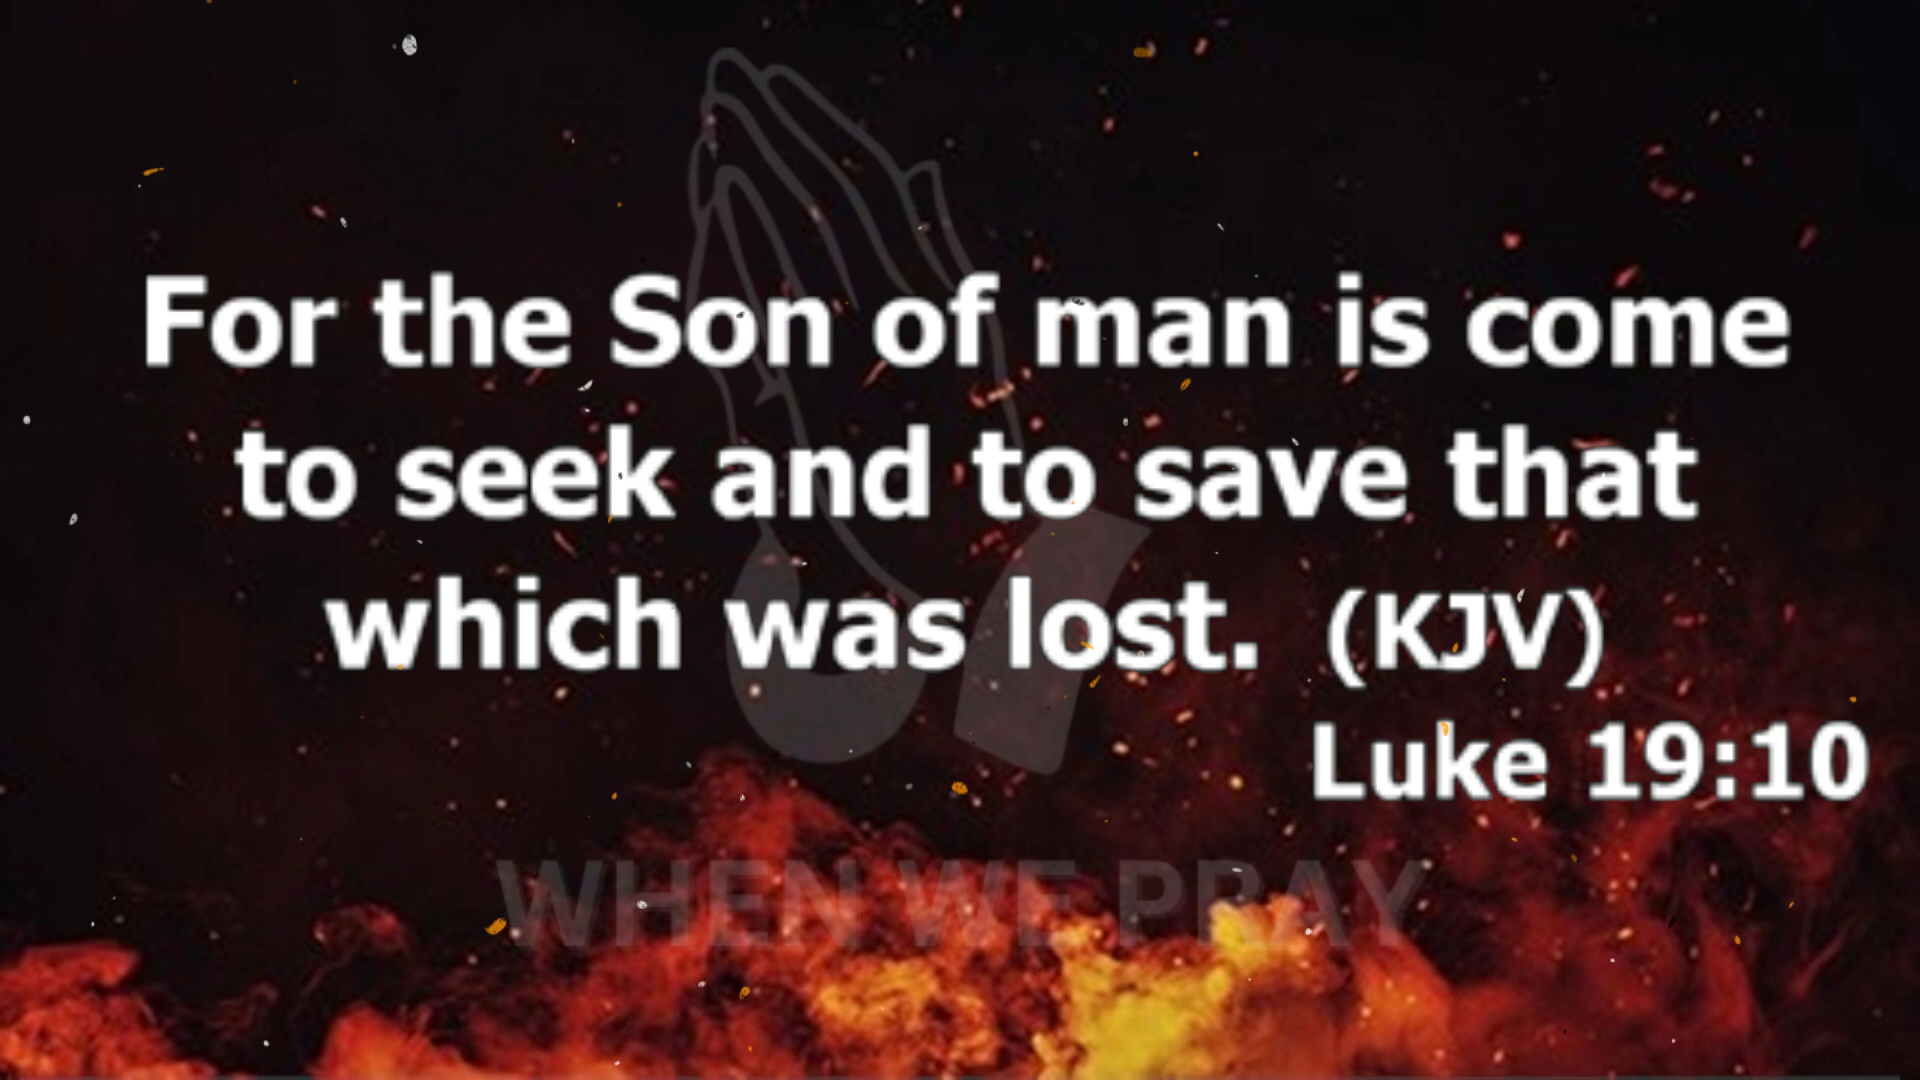 For the Son of man is come
to seek and to save that
which was lost. (KJV)
Luke 19:10
WHEN WE PRAY